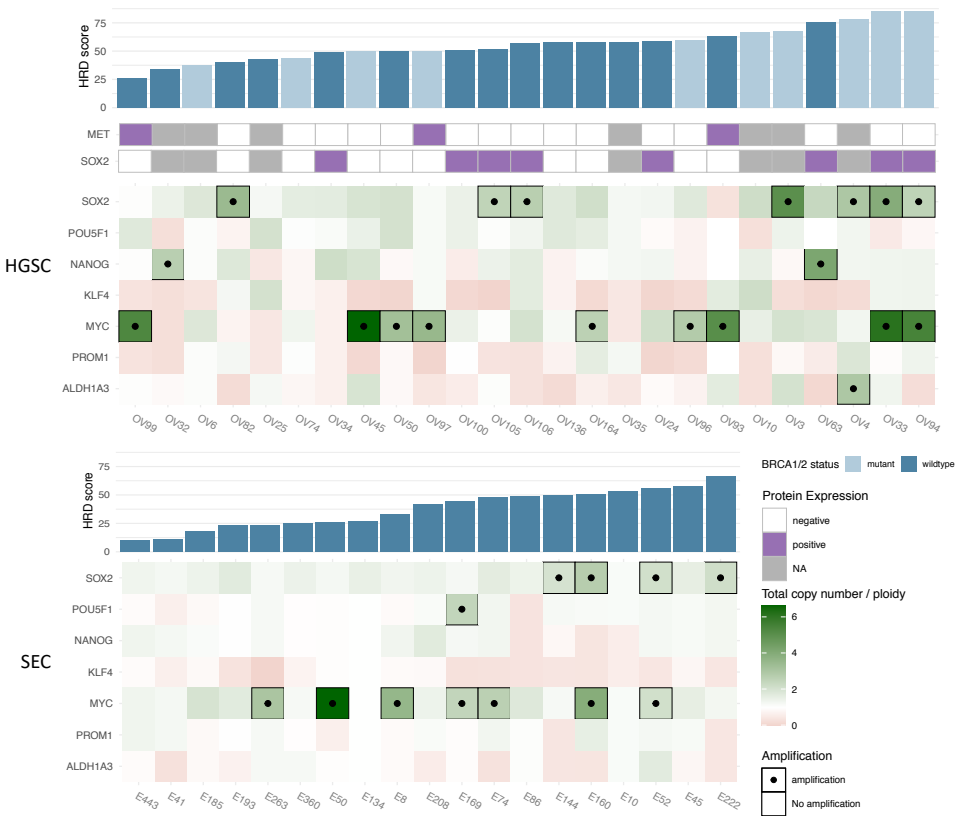 HRD score
75
50
25
0
MET
SOX2
HGSC
SOX2
POU5F1
NANOG
KLF4
MYC
PROM1
ALDH1A3
OV99 OV32 OV6 OV82 OV25 OV74 OV34 OV45 OV50 OV97 OV100 OV105 OV106 OV136 OV164 OV35 OV24 OV96 OV93 OV10 OV3 OV63 OV4 OV33 OV94
HRD score
75
50
25
0
SEC
SOX2
POU5F1
NANOG
KLF4
MYC
PROM1
ALDH1A3
E443 E41 E185 E193 E263 E360 E50 E134 E8 E208 E169 E74 E86 E144 E160 E10 E52 E45 E222
BRCA1/2 status mutant wildtype
Protein Expression
negative
positive
NA
Total copy number / ploidy
6
4
2
0
Amplification
amplification
No amplification